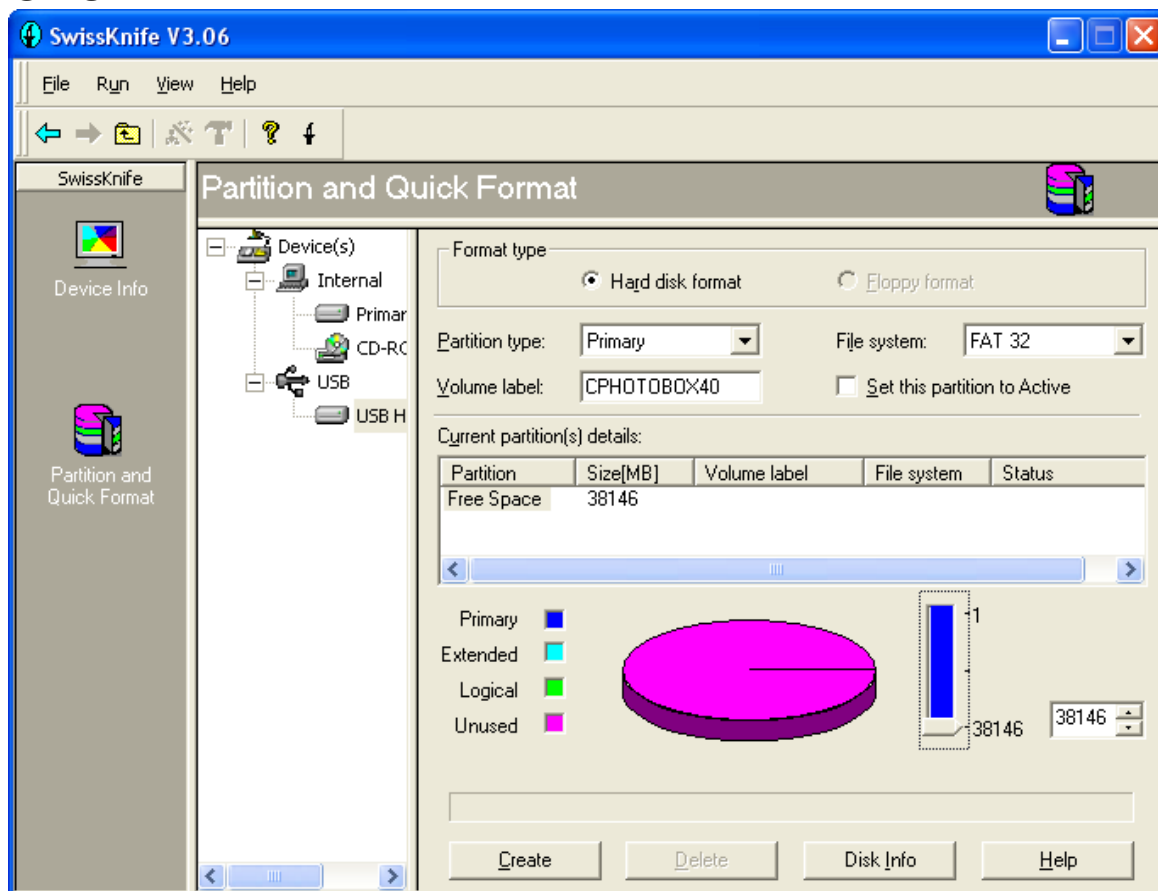 SwissKnife V3.06
File Run View Help
SwissKnife
Device Info
Partition and
Quick Format
Partition and Quick Format
Device(s)
Internal
Primar
CD-RC
USB
USB H
Format type
Hard disk format
Floppy format
Partition type:
Primary
File system:
FAT 32
Volume label:
CPHOTOBOX40
Set this partition to Active
Current partition(s) details:
Partition Size[MB] Volume label File system Status
Free Space 38146
Primary
Extended
Logical
Unused
1
38146
38146
Create Delete Disk Info Help